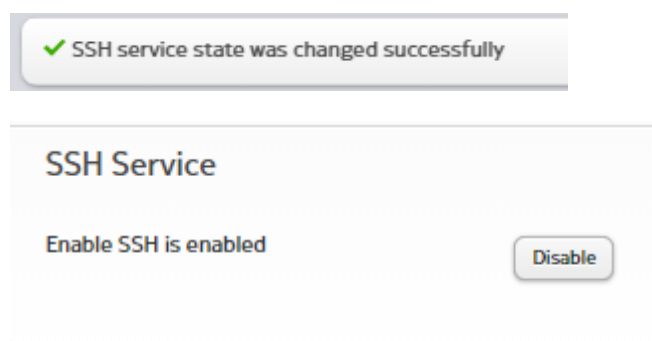 SSH service state was changed successfully
SSH Service
Enable SSH is enabled
Disable